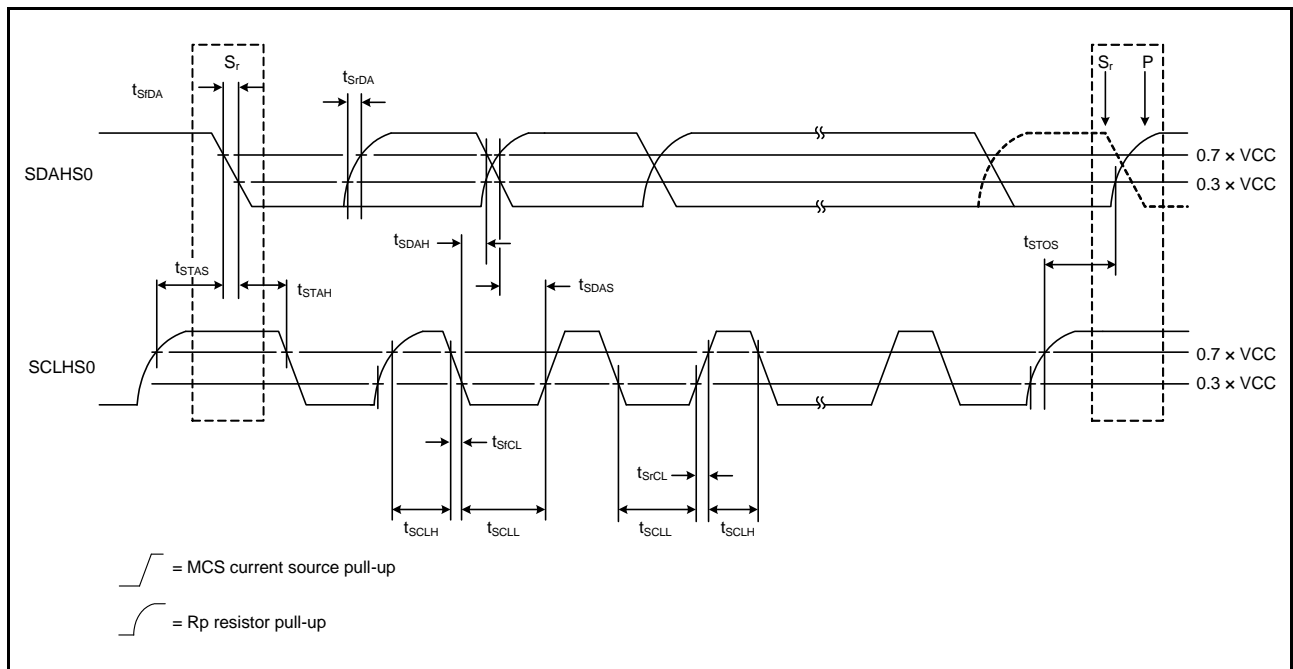 Sr
Sr P
tSfDA
tSrDA
0.7 × VCC
SDAHS0
0.3 × VCC
tSDAH
tSTOS
tSTAS
tSTAH
tSDAS
0.7 × VCC
SCLHS0
0.3 × VCC
tSfCL
tSrCL
tSCLH tSCLL tSCLL tSCLH
= MCS current source pull-up
= Rp resistor pull-up